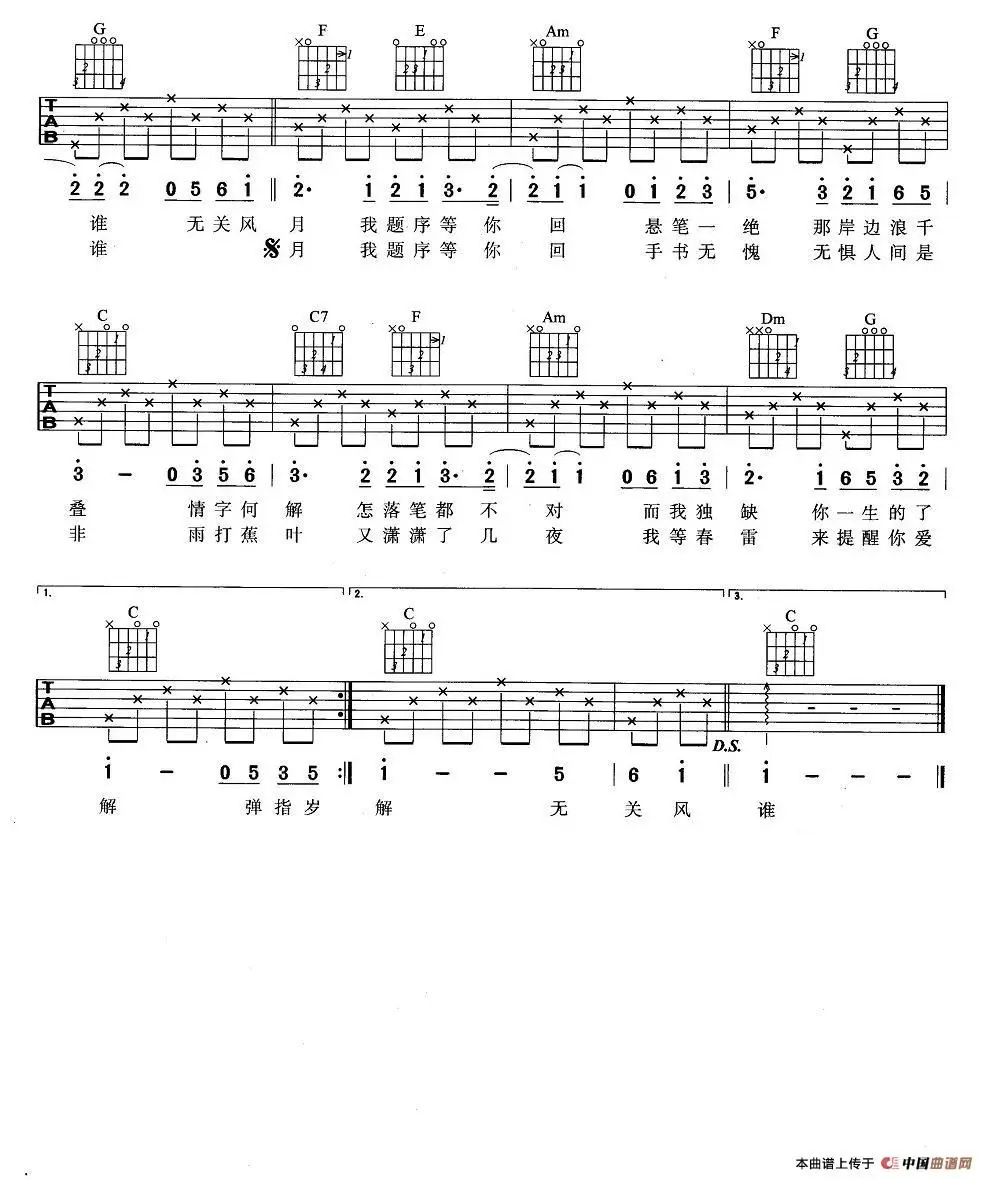 G F E Am F G
T A B
2 2 2 0 5 6 1 ‖ 2· 1 2 1 3· 2 | 2 1 1 0 1 2 3 | 5· 3 2 1 6 5 |
谁 无关风 月 我题序等你 回 悬笔一 绝 那岸边浪千
谁 月 我题序等你 回 手书无 愧 无惧人间是
C C7 F Am Dm G
T A B
3 – 0 3 5 6 | 3· 2 2 1 3· 2 | 2 1 1 0 6 1 3 | 2· 1 6 5 3 2 |
叠 情字何 解 怎落笔都不 对 而我独 缺 你一生的了
非 雨打蕉 叶 又潇潇了几 夜 我等春 雷 来提醒你爱
1. 2. 3.
C C C
T A B
D.S.
1 – 0 5 3 5 :‖ 1 – – 5 | 6 1 ‖ 1 – – – ‖
解 弹指岁 解 无 关 风 谁
本曲谱上传于 中国曲谱网